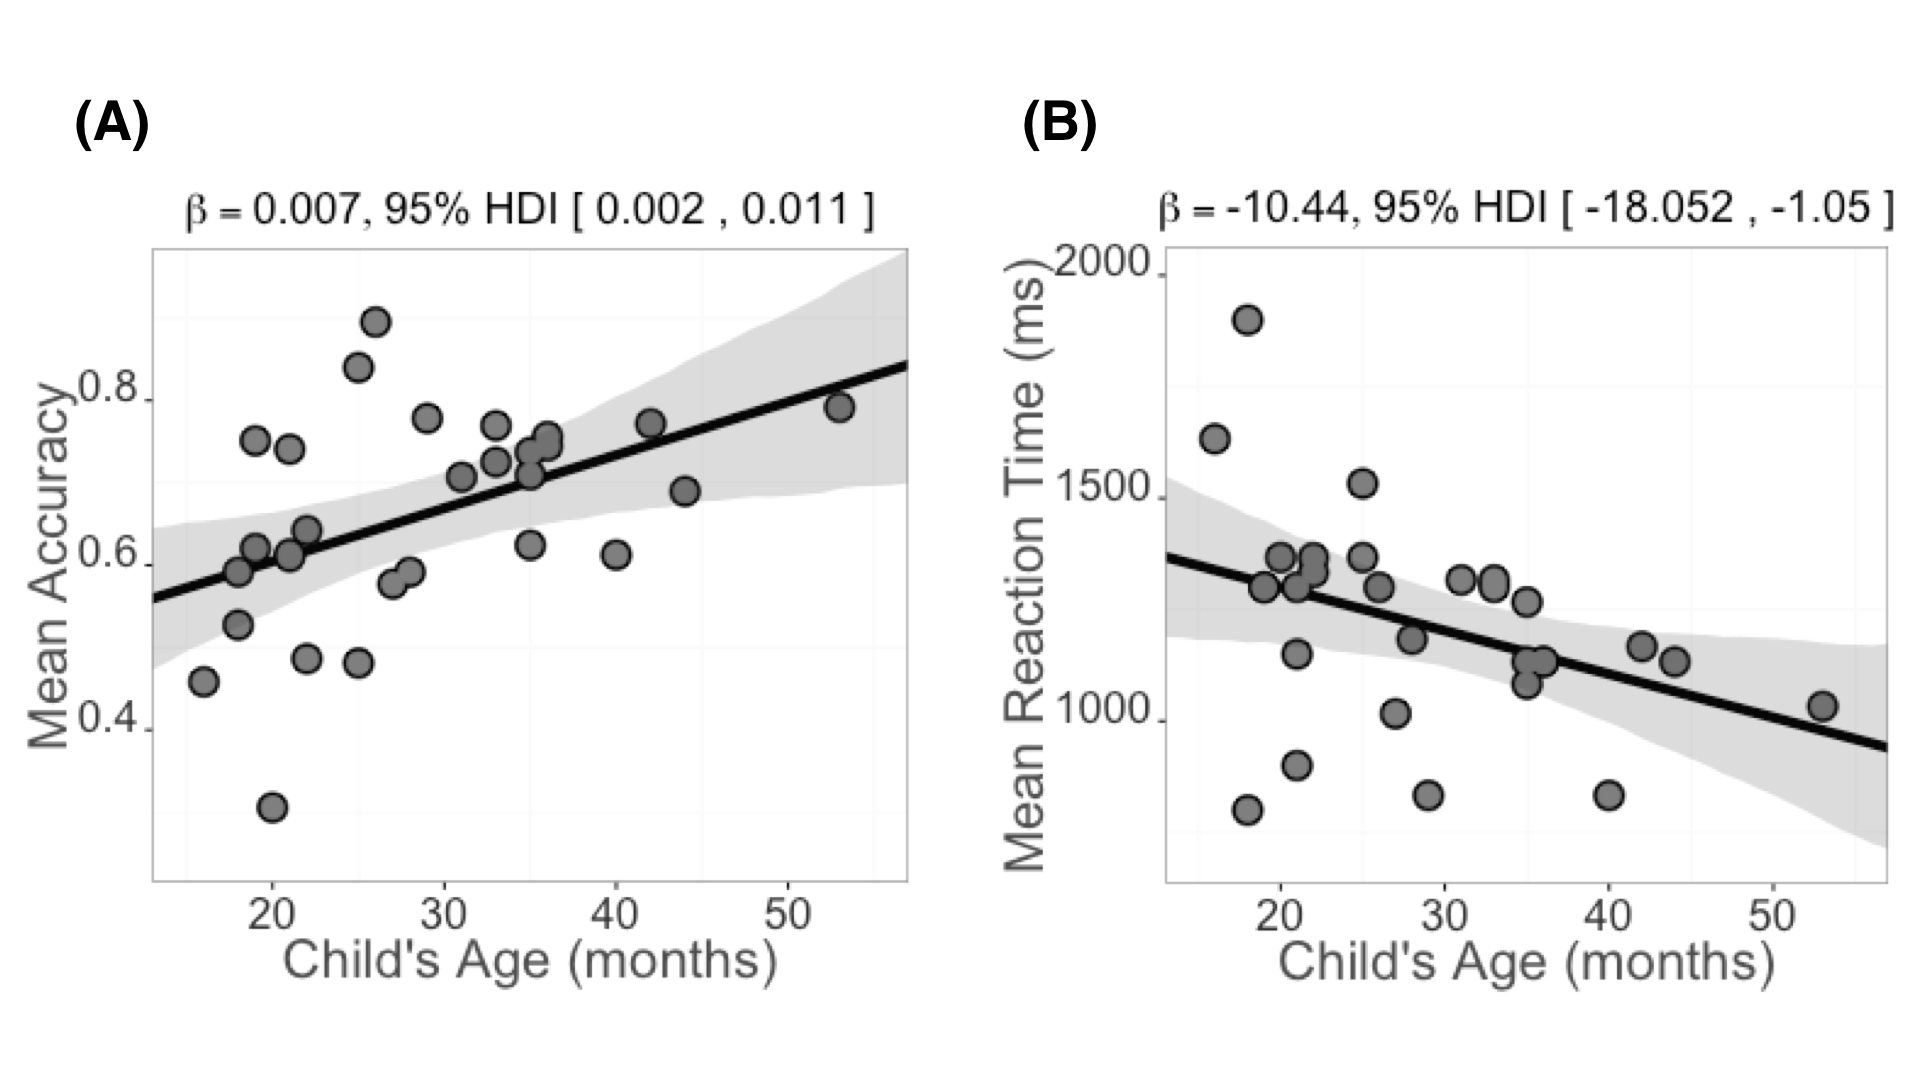 (A)
β = 0.007, 95% HDI [ 0.002 , 0.011 ]
Mean Accuracy
0.8
0.6
0.4
20 30 40 50
Child's Age (months)
(B)
β = -10.44, 95% HDI [ -18.052 , -1.05 ]
Mean Reaction Time (ms)
2000
1500
1000
20 30 40 50
Child's Age (months)